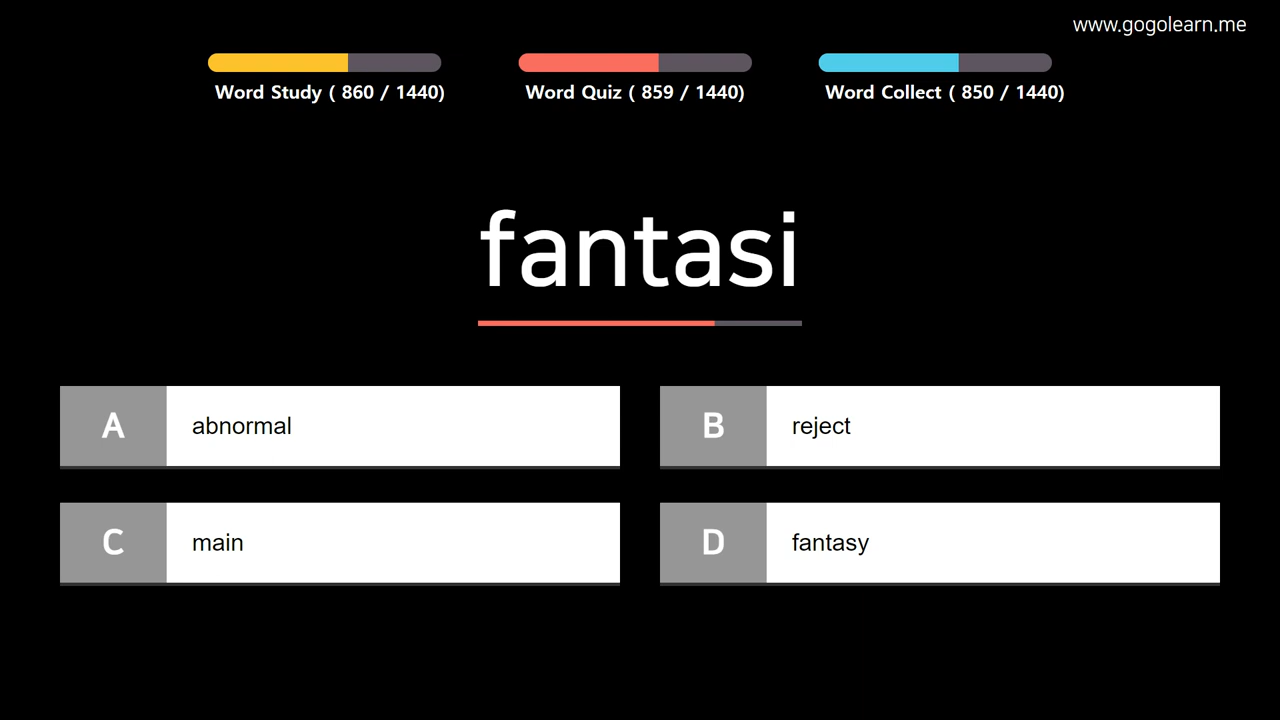 www.gogolearn.me
Word Study ( 860 / 1440)
Word Quiz ( 859 / 1440)
Word Collect ( 850 / 1440)
fantasi
A abnormal
B reject
C main
D fantasy